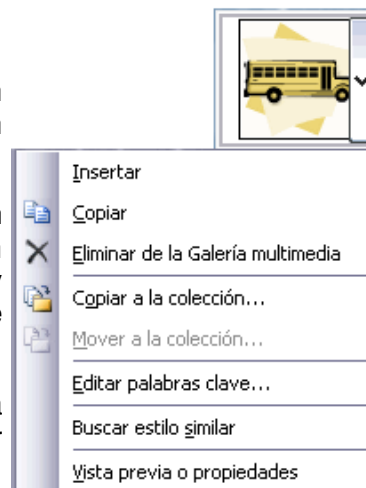 Insertar
Copiar
Eliminar de la Galería multimedia
Copiar a la colección...
Mover a la colección...
Editar palabras clave...
Buscar estilo similar
Vista previa o propiedades